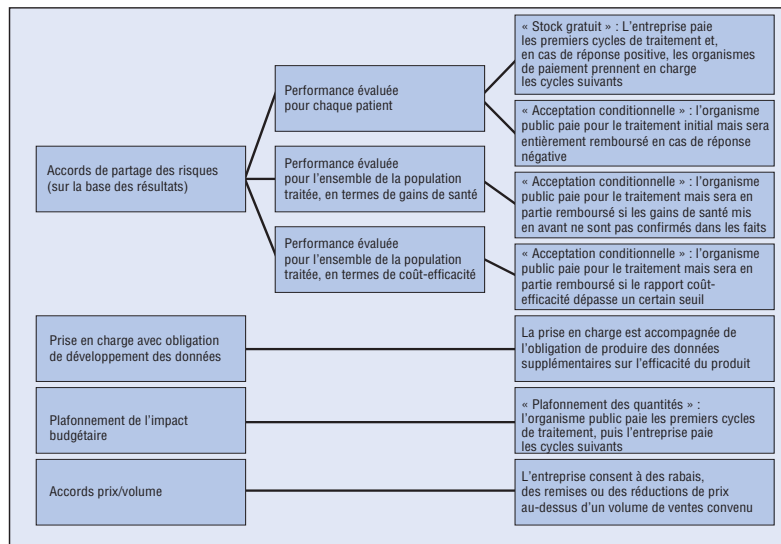 « Stock gratuit » : L'entreprise paie
les premiers cycles de traitement et,
en cas de réponse positive, les organismes
de paiement prennent en charge
les cycles suivants
Performance évaluée
pour chaque patient
« Acceptation conditionnelle » : l'organisme
public paie pour le traitement initial mais sera
entièrement remboursé en cas de réponse
négative
Accords de partage des risques
(sur la base des résultats)
Performance évaluée
pour l'ensemble de la population
traitée, en termes de gains de santé
« Acceptation conditionnelle » : l'organisme
public paie pour le traitement mais sera en
partie remboursé si les gains de santé mis
en avant ne sont pas confirmés dans les faits
Performance évaluée
pour l'ensemble de la population
traitée, en termes de coût-efficacité
« Acceptation conditionnelle » : l'organisme
public paie pour le traitement mais sera en
partie remboursé si le rapport coût-
efficacité dépasse un certain seuil
Prise en charge avec obligation
de développement des données
La prise en charge est accompagnée de
l'obligation de produire des données
supplémentaires sur l'efficacité du produit
Plafonnement de l'impact
budgétaire
« Plafonnement des quantités » :
l'organisme public paie les premiers cycles
de traitement, puis l'entreprise paie
les cycles suivants
Accords prix/volume
L'entreprise consent à des rabais,
des remises ou des réductions de prix
au-dessus d'un volume de ventes convenu